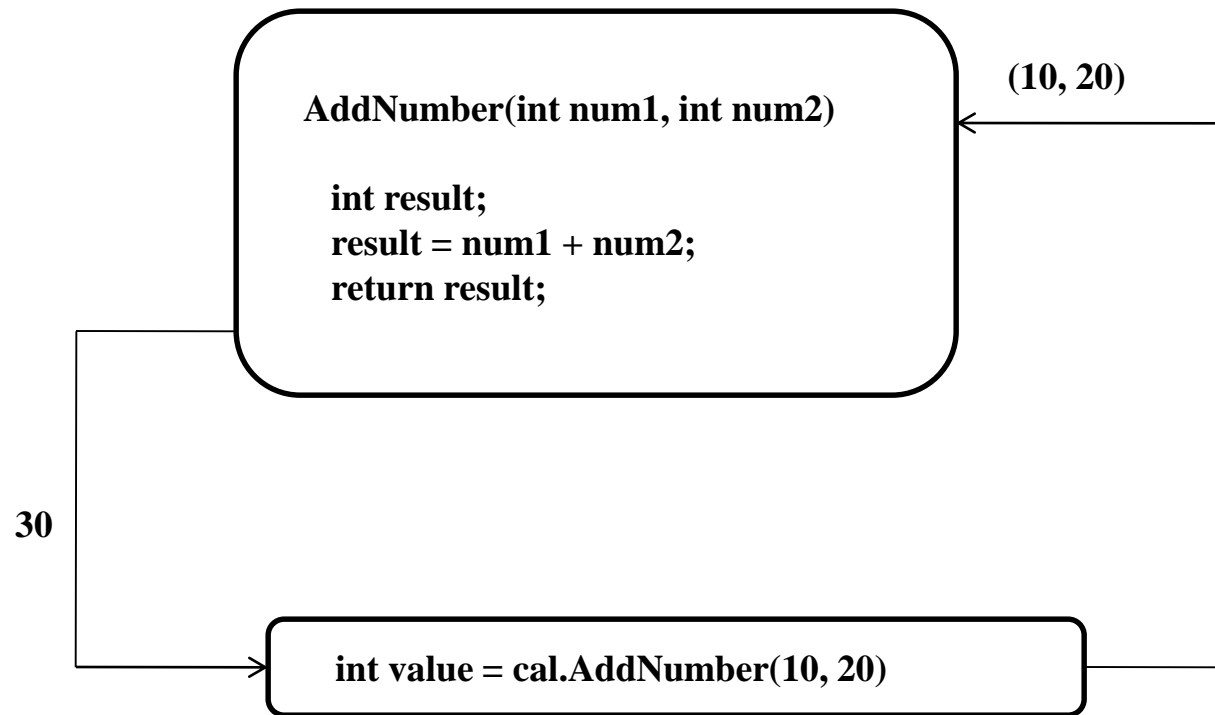 (10, 20)
AddNumber(int num1, int num2)
int result;
result = num1 + num2;
return result;
30
int value = cal.AddNumber(10, 20)